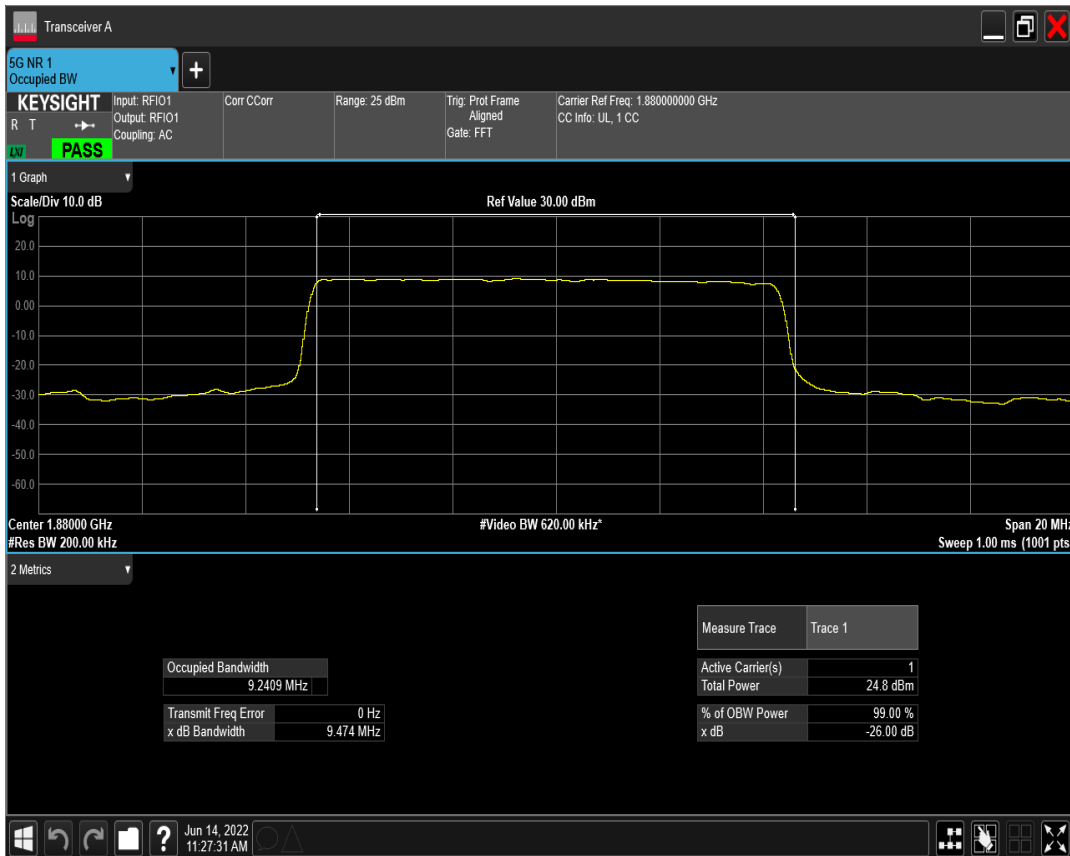 Transceiver A
5G NR 1
Occupied BW
KEYSIGHT
R T
LXI
PASS
Input: RFIO1
Output: RFIO1
Coupling: AC
Corr CCorr
Range: 25 dBm
Trig: Prot Frame
Aligned
Gate: FFT
Carrier Ref Freq: 1.880000000 GHz
CC Info: UL, 1 CC
1 Graph
Scale/Div 10.0 dB
Ref Value 30.00 dBm
Log
20.0
10.0
0.00
-10.0
-20.0
-30.0
-40.0
-50.0
-60.0
Center 1.88000 GHz
#Video BW 620.00 kHz*
Span 20 MHz
#Res BW 200.00 kHz
Sweep 1.00 ms (1001 pts
2 Metrics
Measure Trace Trace 1
Occupied Bandwidth
9.2409 MHz
Active Carrier(s) 1
Total Power 24.8 dBm
Transmit Freq Error 0 Hz
x dB Bandwidth 9.474 MHz
% of OBW Power 99.00 %
x dB -26.00 dB
?
Jun 14, 2022
11:27:31 AM